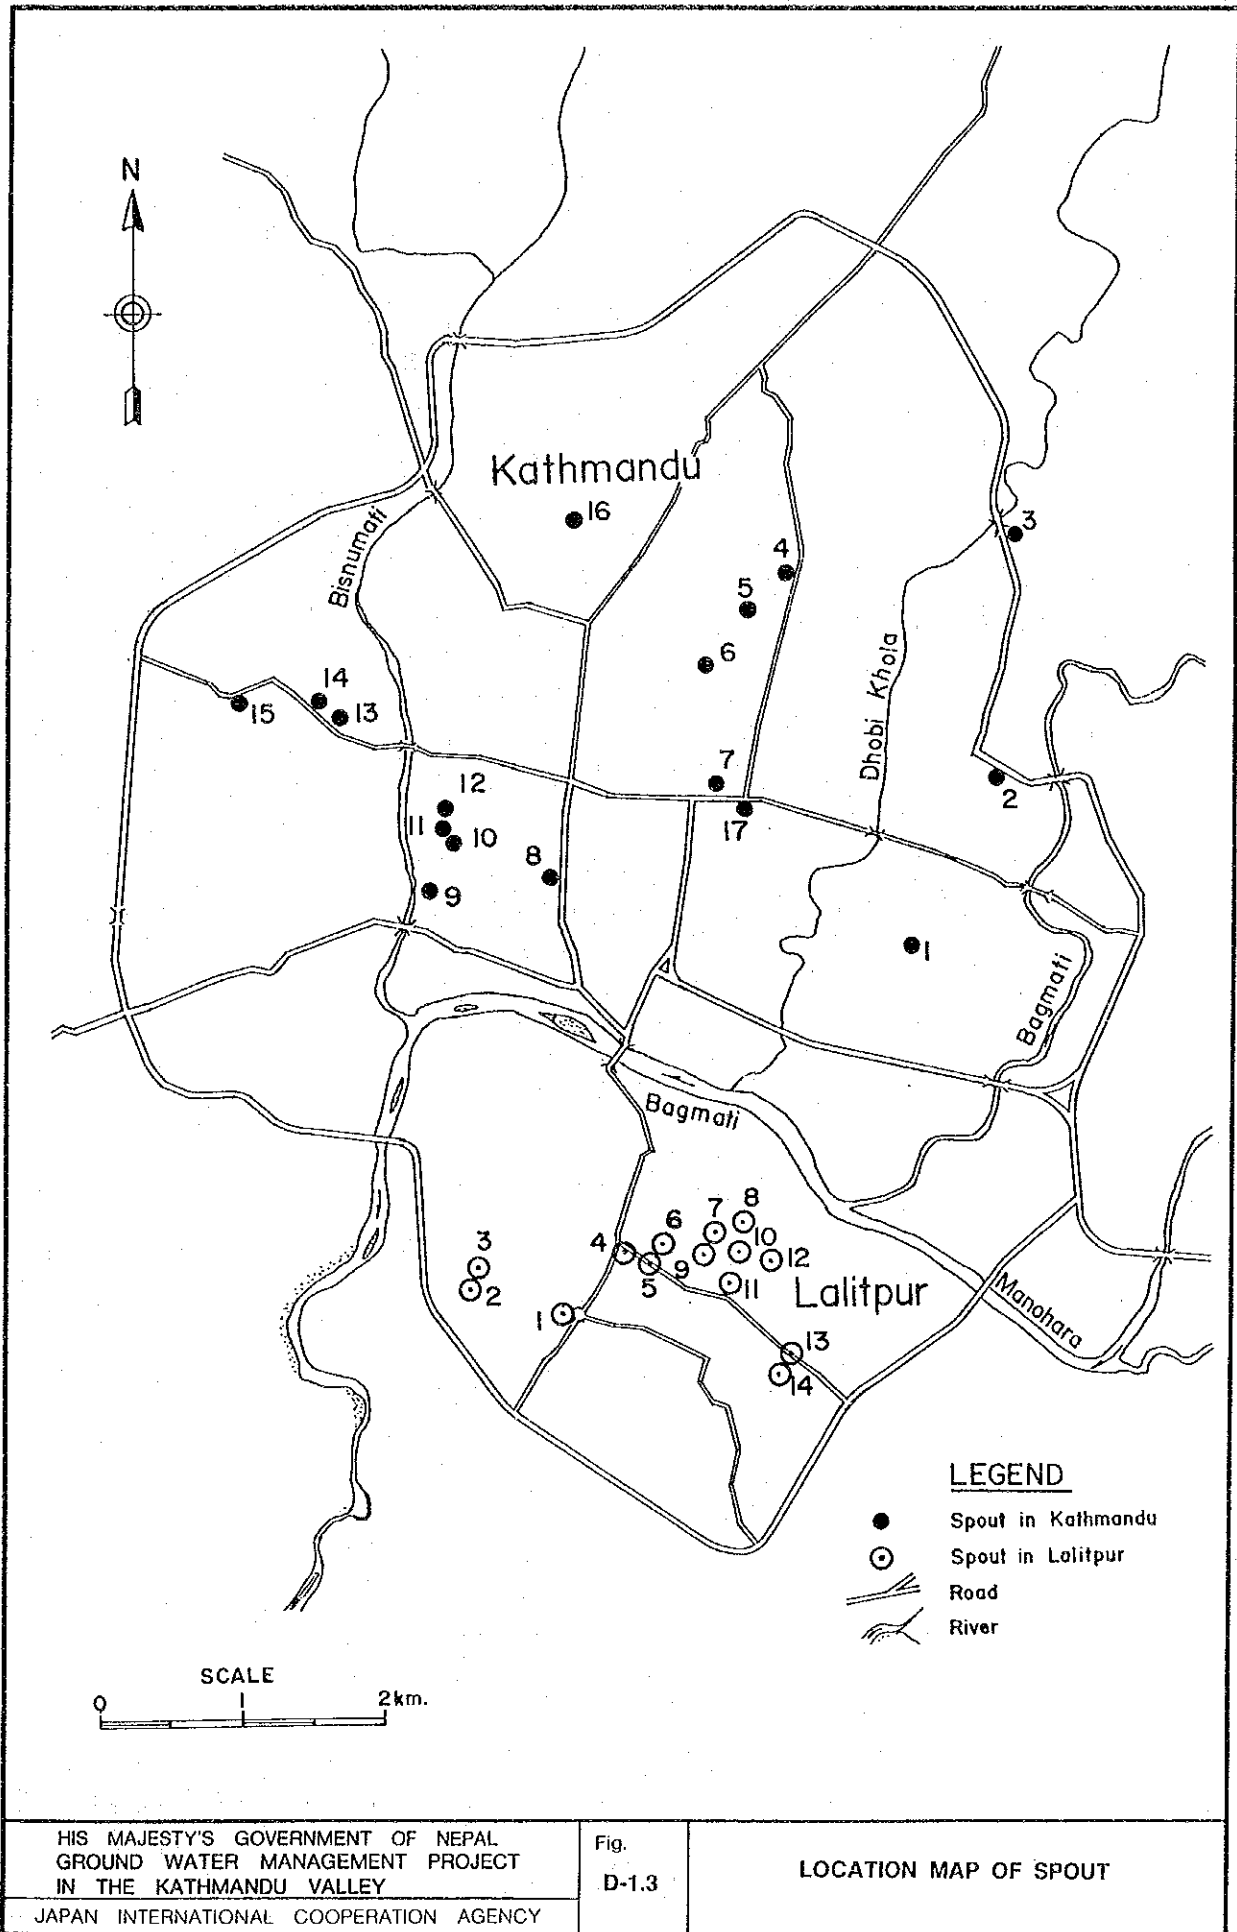 N
Kathmandu
16
Bisnumati
3
4
5
6
Dhobi Khola
14
13
15
7
17
2
12
11
10
8
9
1
Bagmati
Bagmati
8
7
6
10
4
3
9
12
5
2
11
Lalitpur
1
Manohara
13
14
LEGEND
Spout in Kathmandu
Spout in Lalitpur
Road
River
SCALE
0 1 2km.
HIS MAJESTY'S GOVERNMENT OF NEPAL
GROUND WATER MANAGEMENT PROJECT
IN THE KATHMANDU VALLEY
JAPAN INTERNATIONAL COOPERATION AGENCY
Fig.
D-1.3
LOCATION MAP OF SPOUT